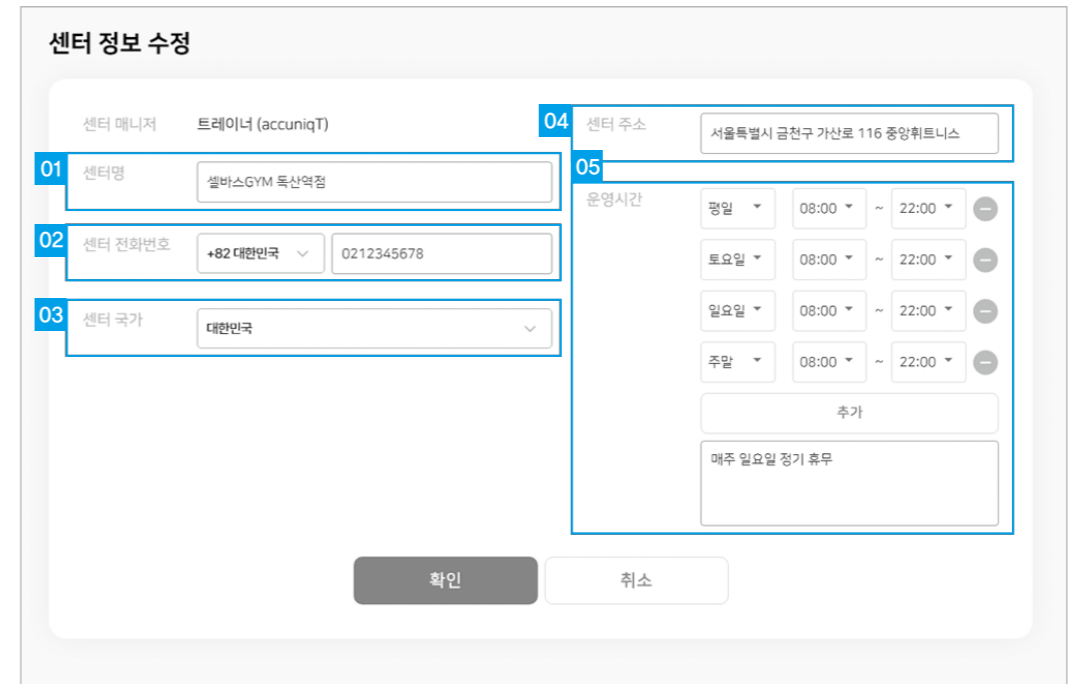 센터 정보 수정
센터 매니저 트레이너 (accuniqT)
01 센터명 셀바스GYM 독산역점
02 센터 전화번호 +82 대한민국 0212345678
03 센터 국가 대한민국
04 센터 주소 서울특별시 금천구 가산로 116 중앙휘트니스
05
운영시간 평일 08:00 ~ 22:00
토요일 08:00 ~ 22:00
일요일 08:00 ~ 22:00
주말 08:00 ~ 22:00
추가
매주 일요일 정기 휴무
확인 취소